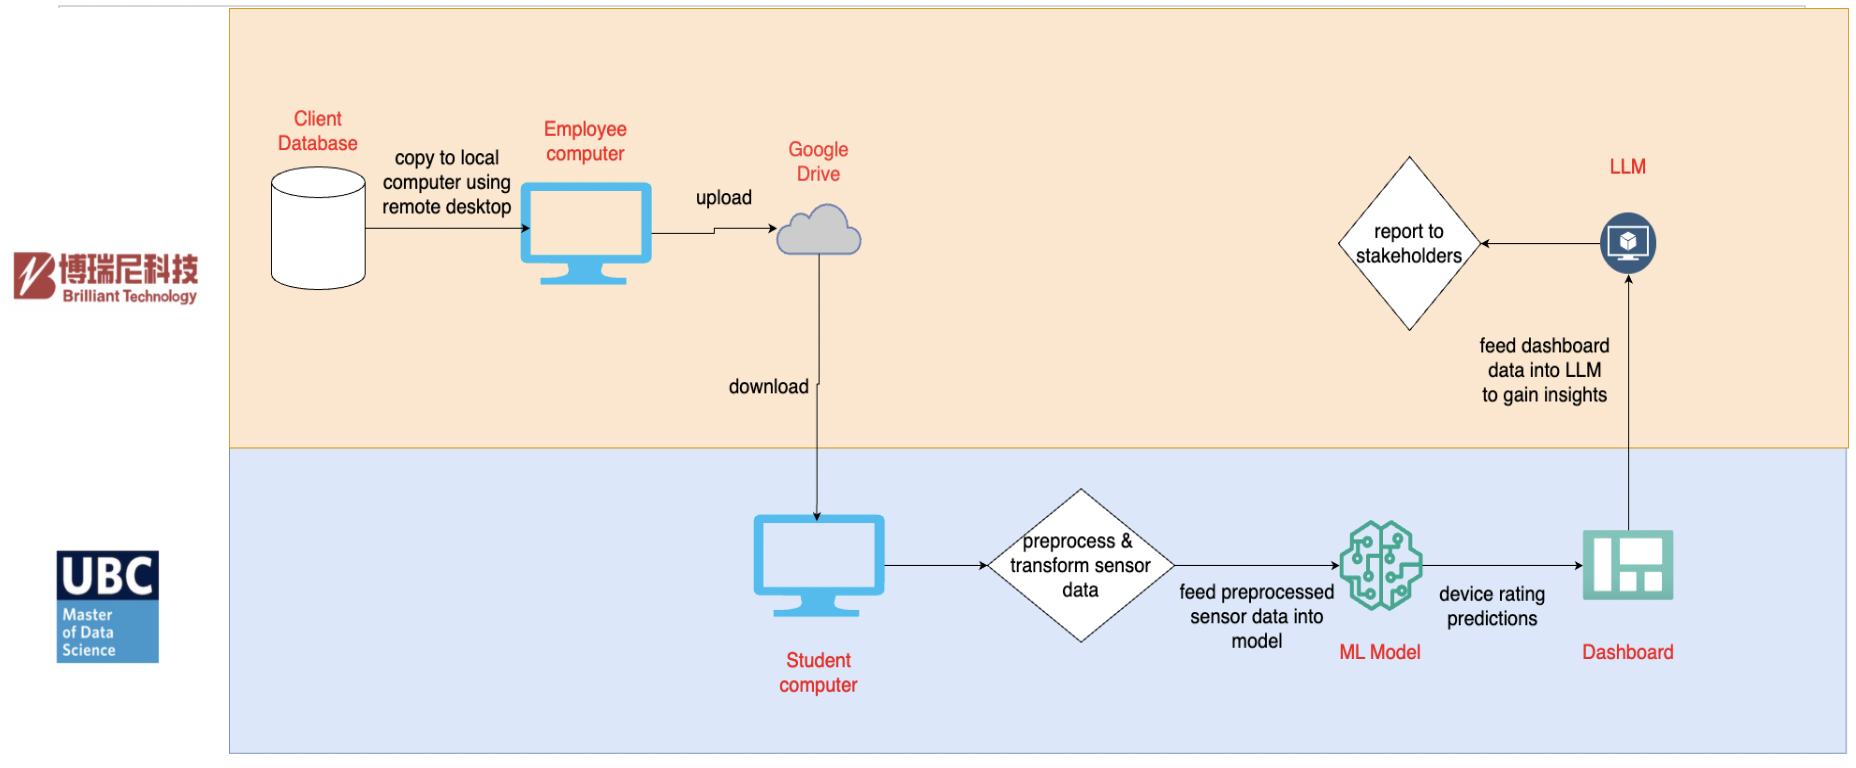 Client
Database
copy to local
computer using
remote desktop
Employee
computer
upload
Google
Drive
download
report to
stakeholders
LLM
feed dashboard
data into LLM
to gain insights
博瑞尼科技
Brilliant Technology
UBC
Master
of Data
Science
Student
computer
preprocess &
transform sensor
data
feed preprocessed
sensor data into
model
ML Model
device rating
predictions
Dashboard